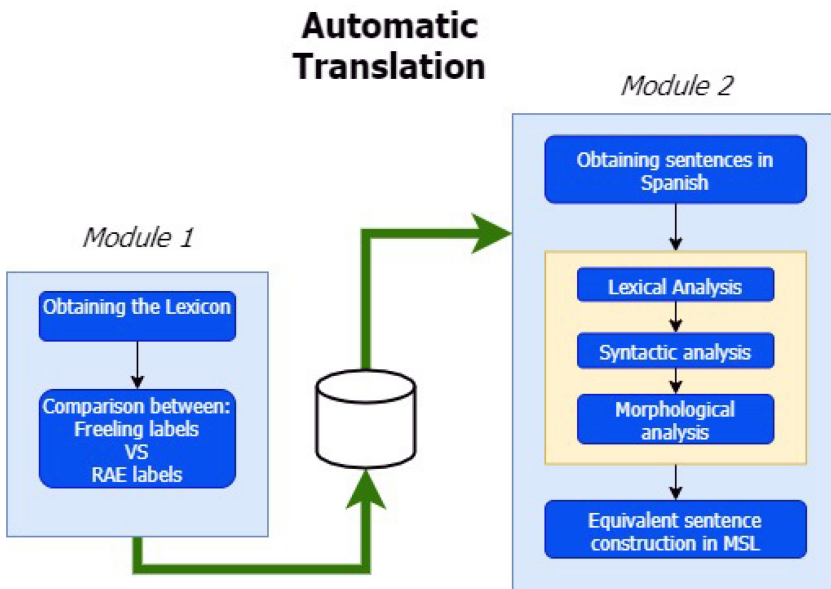 Automatic
Translation
Module 1
Obtaining the Lexicon
Comparison between:
Freeling labels
VS
RAE labels
Module 2
Obtaining sentences in
Spanish
Lexical Analysis
Syntactic analysis
Morphological
analysis
Equivalent sentence
construction in MSL